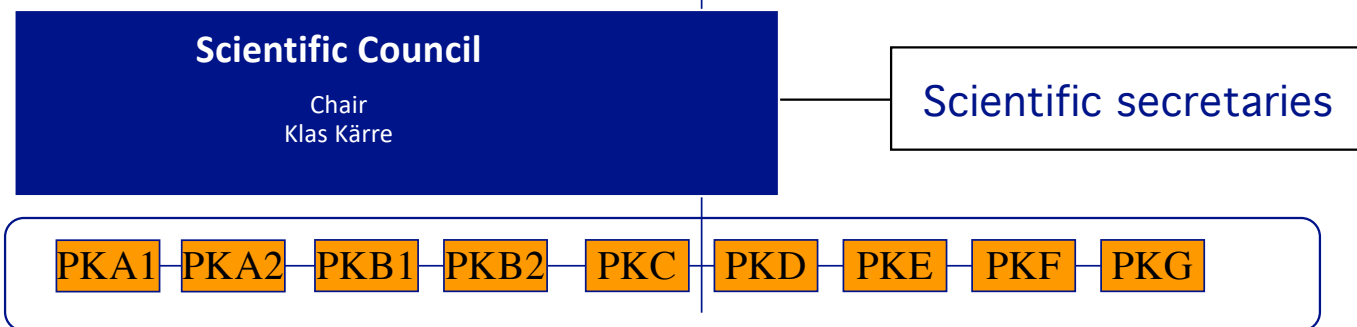 Scientific Council
Chair
Klas Kärre
Scientific secretaries
PKA1 PKA2 PKB1 PKB2 PKC PKD PKE PKF PKG